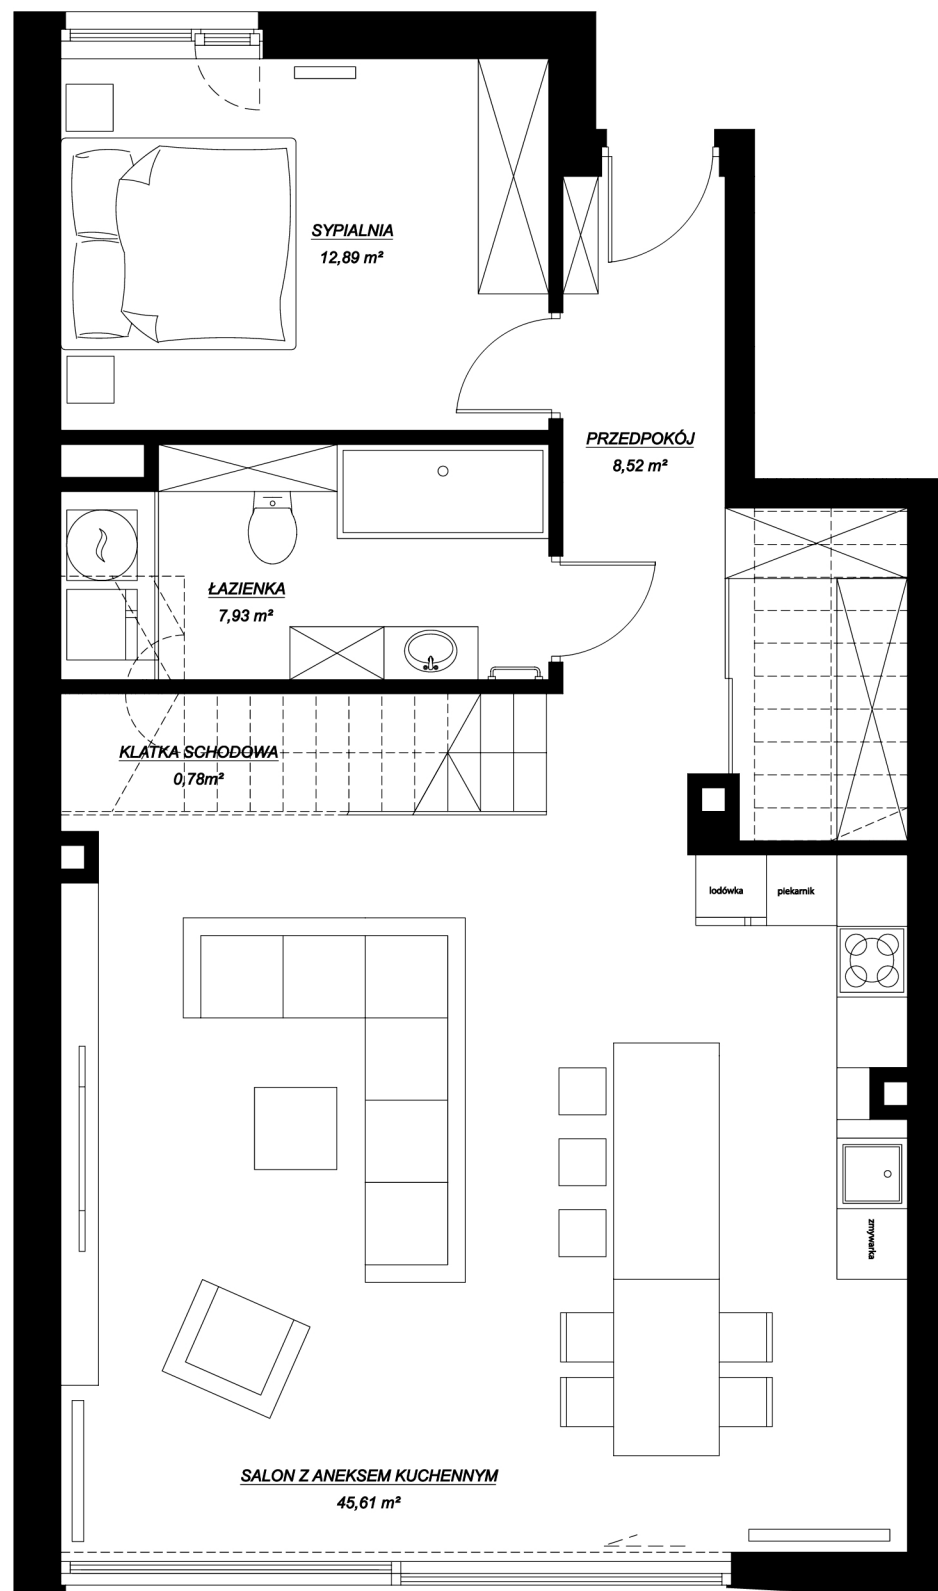 SYPIALNIA
12,89 m²
PRZEDPOKÓJ
8,52 m²
ŁAZIENKA
7,93 m²
KLATKA SCHODOWA
0,78m²
lodówka
piekarnik
zmywarka
SALON Z ANEKSEM KUCHENNYM
45,61 m²